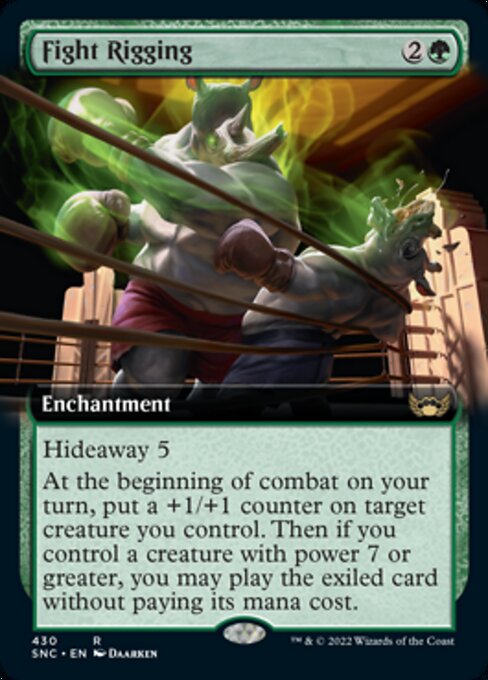 Fight Rigging 2
Enchantment
Hideaway 5
At the beginning of combat on your
turn, put a +1/+1 counter on target
creature you control. Then if you
control a creature with power 7 or
greater, you may play the exiled card
without paying its mana cost.
430 R
SNC • EN DAARKEN
™ & © 2022 Wizards of the Coast